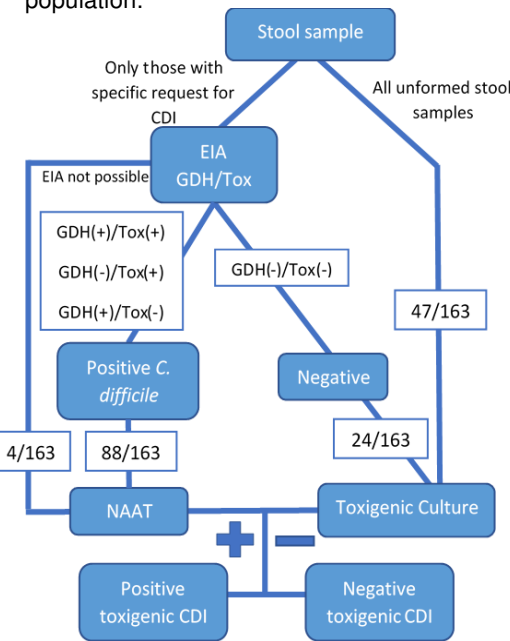 population.
Stool sample
Only those with
specific request for
CDI
All unformed stool
samples
EIA
GDH/Tox
EIA not possible
GDH(+)/Tox(+)
GDH(-)/Tox(+)
GDH(+)/Tox(-)
GDH(-)/Tox(-)
47/163
Positive C.
difficile
Negative
24/163
4/163
88/163
NAAT
Toxigenic Culture
Positive
toxigenic CDI
Negative
toxigenic CDI